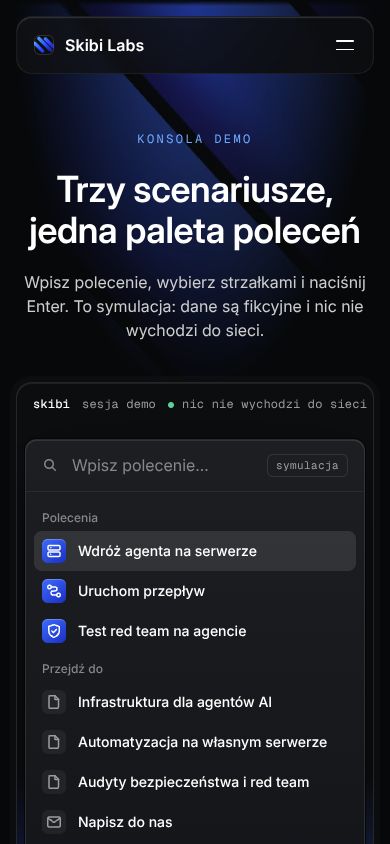 Skibi Labs
KONSOLA DEMO
Trzy scenariusze,
jedna paleta poleceń
Wpisz polecenie, wybierz strzałkami i naciśnij
Enter. To symulacja: dane są fikcyjne i nic nie
wychodzi do sieci.
skibi sesja demo nic nie wychodzi do sieci
Wpisz polecenie... symulacja
Polecenia
Wdróż agenta na serwerze
Uruchom przepływ
Test red team na agencie
Przejdź do
Infrastruktura dla agentów AI
Automatyzacja na własnym serwerze
Audyty bezpieczeństwa i red team
Napisz do nas